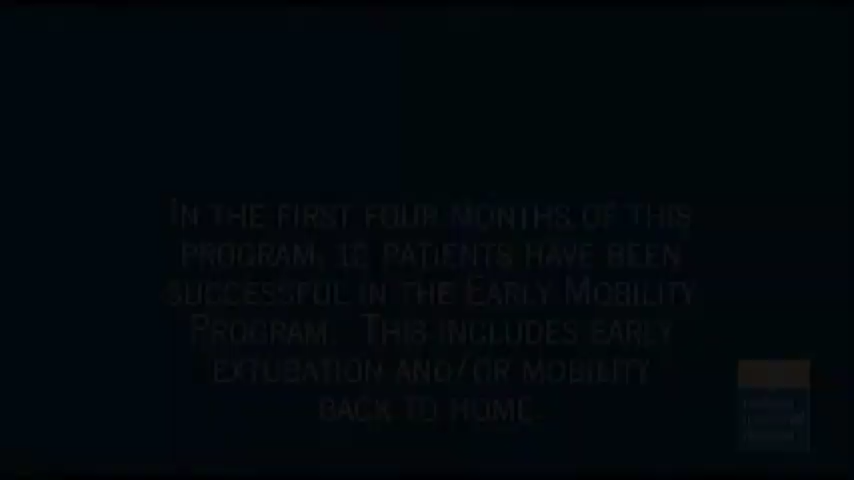 In the first four months of this
program, 12 patients have been
successful in the Early Mobility
Program. This includes early
extubation and/or mobility
back to home.